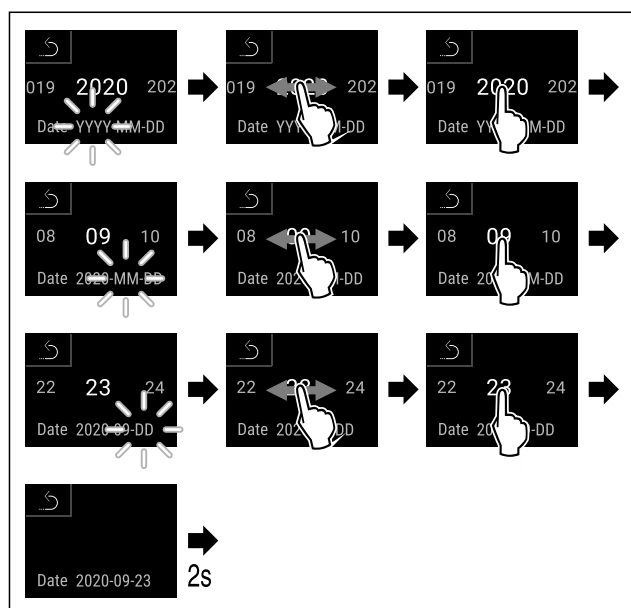 019 2020 202
Date YYYY-MM-DD
019 202
Date YYY -DD
019 2020 202
Date YY M-DD
08 09 10
Date 2020-MM-DD
08 10
Date 202 -DD
08 09 10
Date 20 M-DD
22 23 24
Date 2020-09-DD
22 24
Date 202 DD
22 23 24
Date 20 -DD
Date 2020-09-23
2s